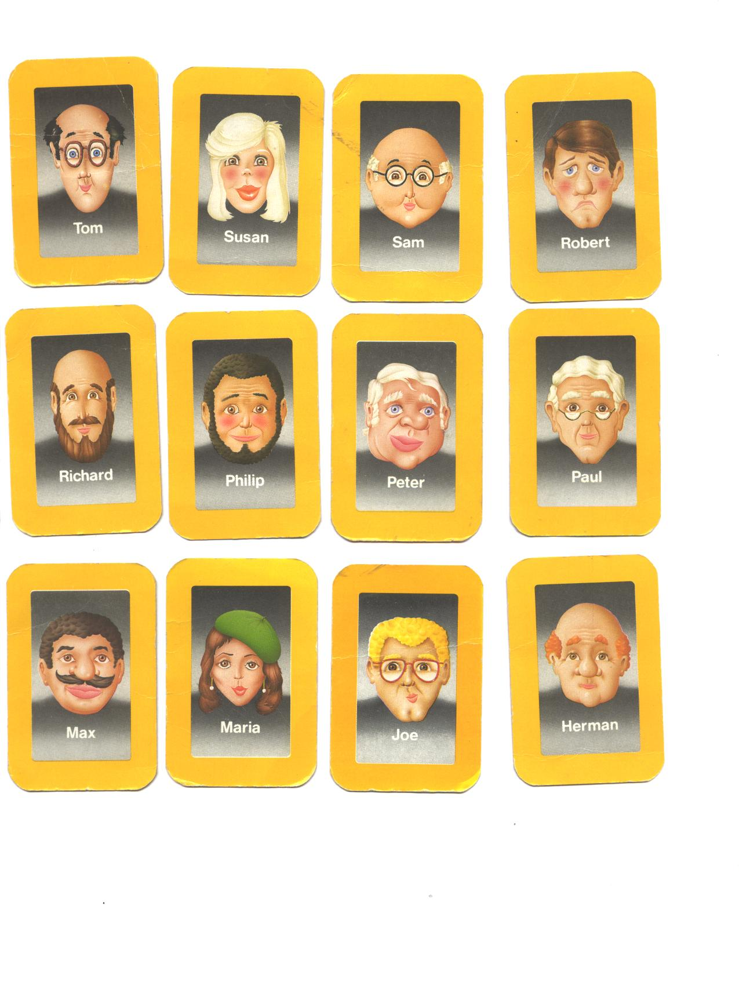 Tom
Susan
Sam
Robert
Richard
Philip
Peter
Paul
Max
Maria
Joe
Herman